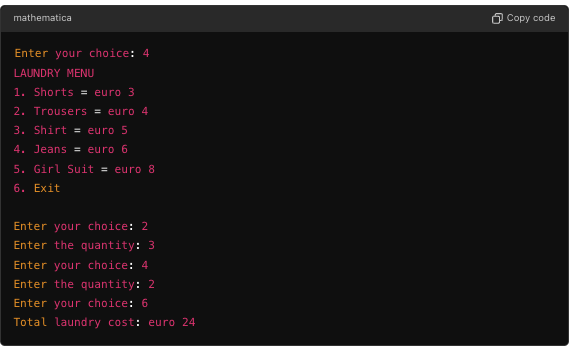 mathematica
Copy code
Enter your choice: 4
LAUNDRY MENU
1. Shorts = euro 3
2. Trousers = euro 4
3. Shirt = euro 5
4. Jeans = euro 6
5. Girl Suit = euro 8
6. Exit
Enter your choice: 2
Enter the quantity: 3
Enter your choice: 4
Enter the quantity: 2
Enter your choice: 6
Total laundry cost: euro 24